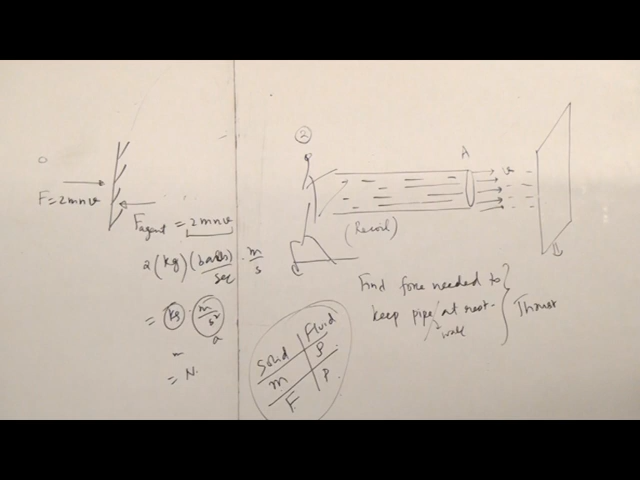 F = 2mnv
F agent = 2mnv
2 (kg) (balls/sec) · m/s
= kg · m/s²
a
= N.
2
A
v
(Recoil)
Find force needed to
keep pipe / at rest
wall
Thrust
Solid | Fluid
m | ρ.
F. | P.